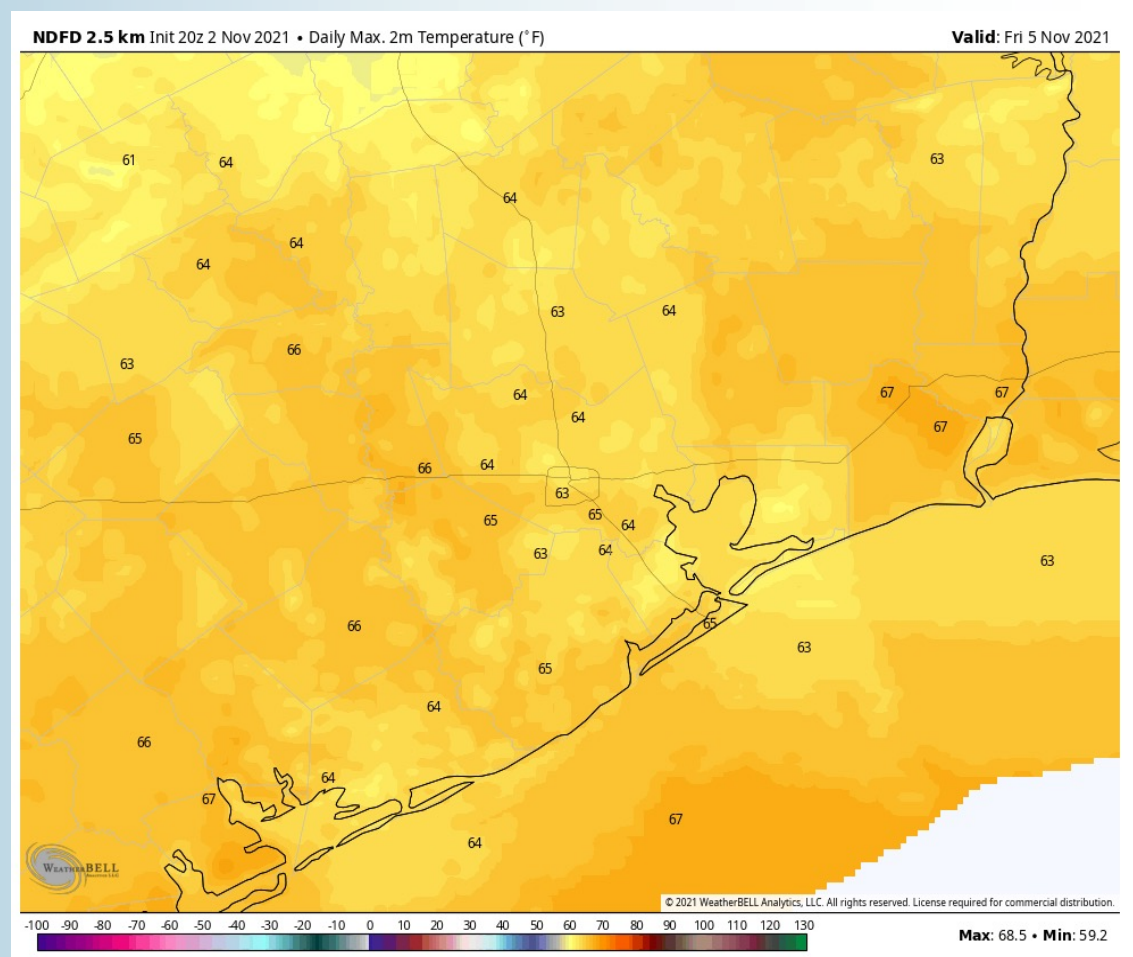 NDFD 2.5 km Init 20z 2 Nov 2021 • Daily Max. 2m Temperature (˚F) Valid: Fri 5 Nov 2021
61 64 63
64
64
64
63 64
66
63
64 67 67
64
67
65
66 64
63
65 65 64
63 64
63
66 65
63
65
64
66
64
67
67
64
WEATHERBELL
Analytics LLC
© 2021 WeatherBELL Analytics, LLC. All rights reserved. License required for commercial distribution.
-100 -90 -80 -70 -60 -50 -40 -30 -20 -10 0 10 20 30 40 50 60 70 80 90 100 110 120 130
Max: 68.5 • Min: 59.2